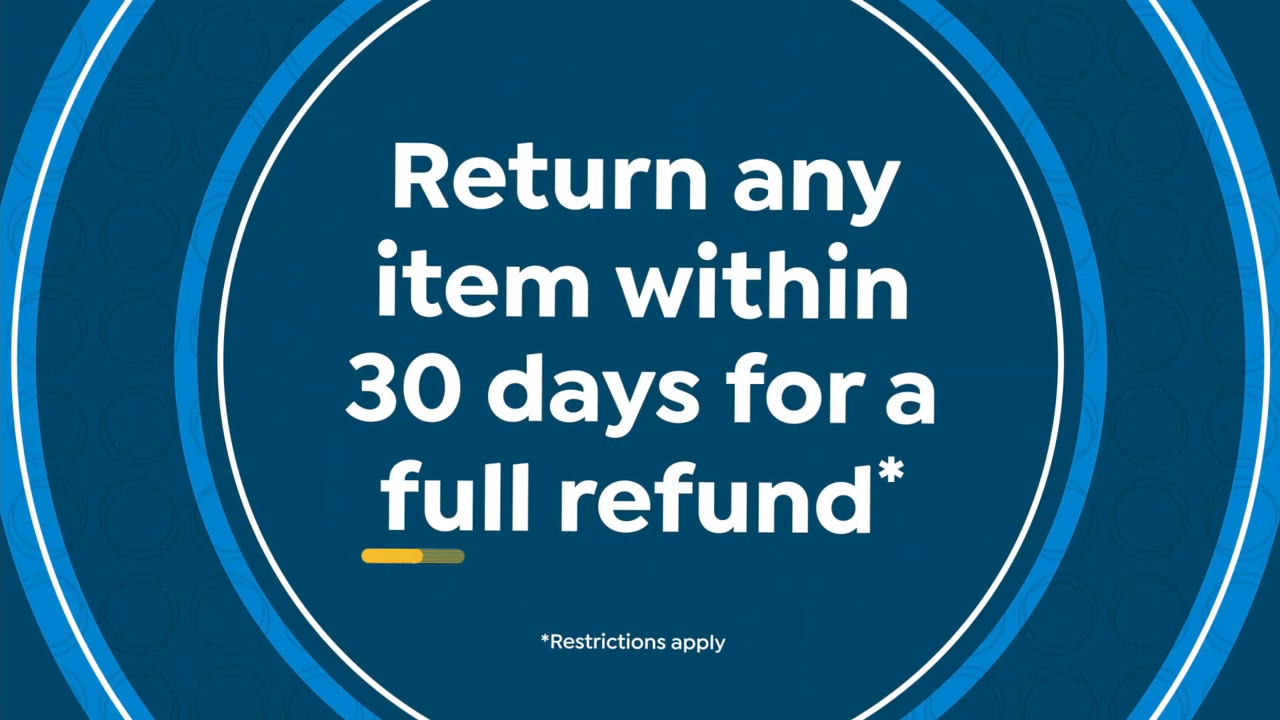 Return any
item within
30 days for a
full refund*
*Restrictions apply